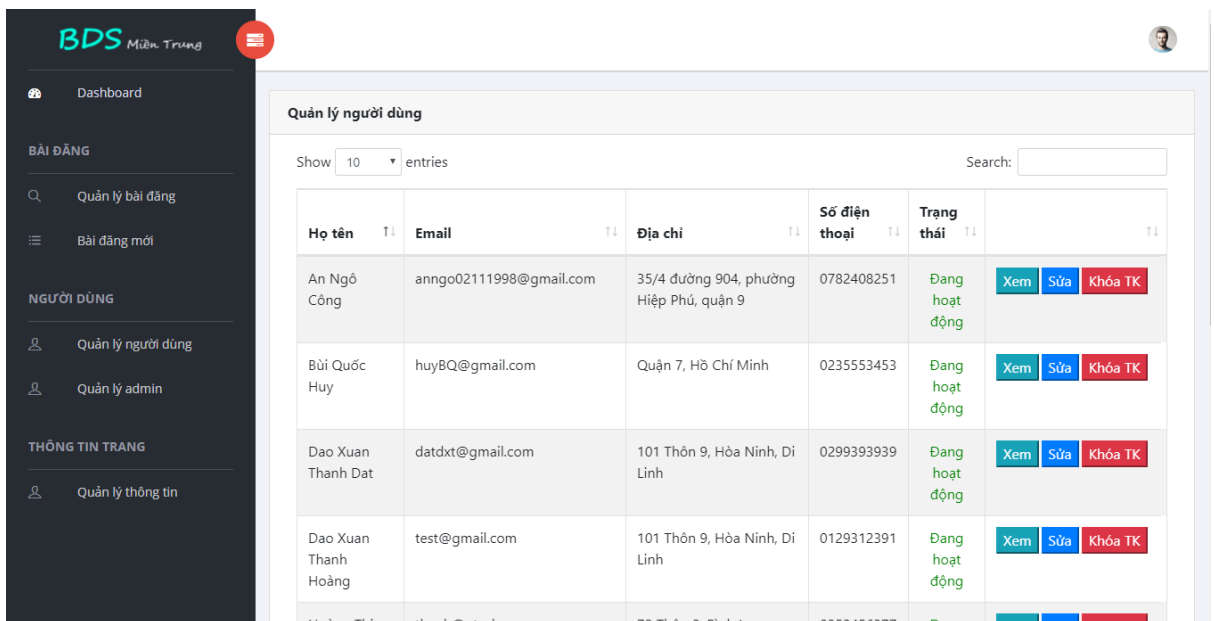 BDS Miền Trung
Dashboard
BÀI ĐĂNG
Quản lý bài đăng
Bài đăng mới
NGƯỜI DÙNG
Quản lý người dùng
Quản lý admin
THÔNG TIN TRANG
Quản lý thông tin
Quản lý người dùng
Show 10 entries
Search:
Họ tên Email Địa chỉ Số điện thoại Trạng thái
An Ngô Công anngo02111998@gmail.com 35/4 đường 904, phường Hiệp Phú, quận 9 0782408251 Đang hoạt động Xem Sửa Khóa TK
Bùi Quốc Huy huyBQ@gmail.com Quận 7, Hồ Chí Minh 0235553453 Đang hoạt động Xem Sửa Khóa TK
Dao Xuan Thanh Dat datdxt@gmail.com 101 Thôn 9, Hòa Ninh, Di Linh 0299393939 Đang hoạt động Xem Sửa Khóa TK
Dao Xuan Thanh Hoàng test@gmail.com 101 Thôn 9, Hòa Ninh, Di Linh 0129312391 Đang hoạt động Xem Sửa Khóa TK